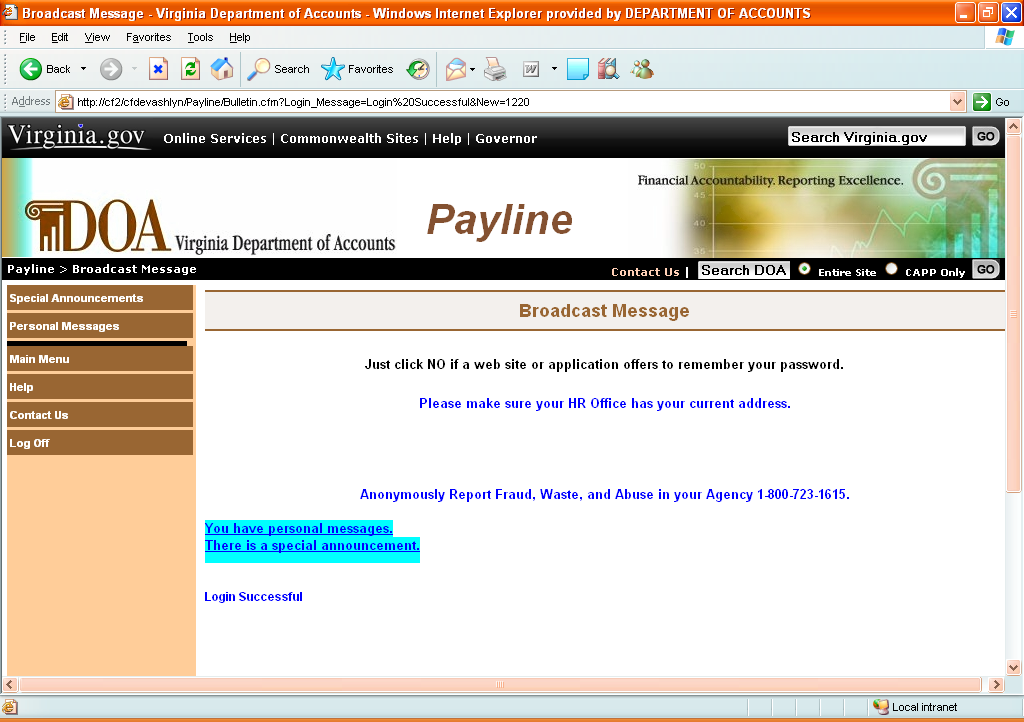 Broadcast Message - Virginia Department of Accounts - Windows Internet Explorer provided by DEPARTMENT OF ACCOUNTS
File Edit View Favorites Tools Help
Back Search Favorites
Address http://cf2/cfdevashlyn/Payline/Bulletin.cfm?Login_Message=Login%20Successful&New=1220 Go
Virginia.gov Online Services | Commonwealth Sites | Help | Governor Search Virginia.gov GO
Financial Accountability. Reporting Excellence.
50
45
40
35
DOA Virginia Department of Accounts
Payline
Payline > Broadcast Message Contact Us | Search DOA Entire Site CAPP Only GO
Special Announcements
Personal Messages
Main Menu
Help
Contact Us
Log Off
Broadcast Message
Just click NO if a web site or application offers to remember your password.
Please make sure your HR Office has your current address.
Anonymously Report Fraud, Waste, and Abuse in your Agency 1-800-723-1615.
You have personal messages.
There is a special announcement.
Login Successful
Local intranet